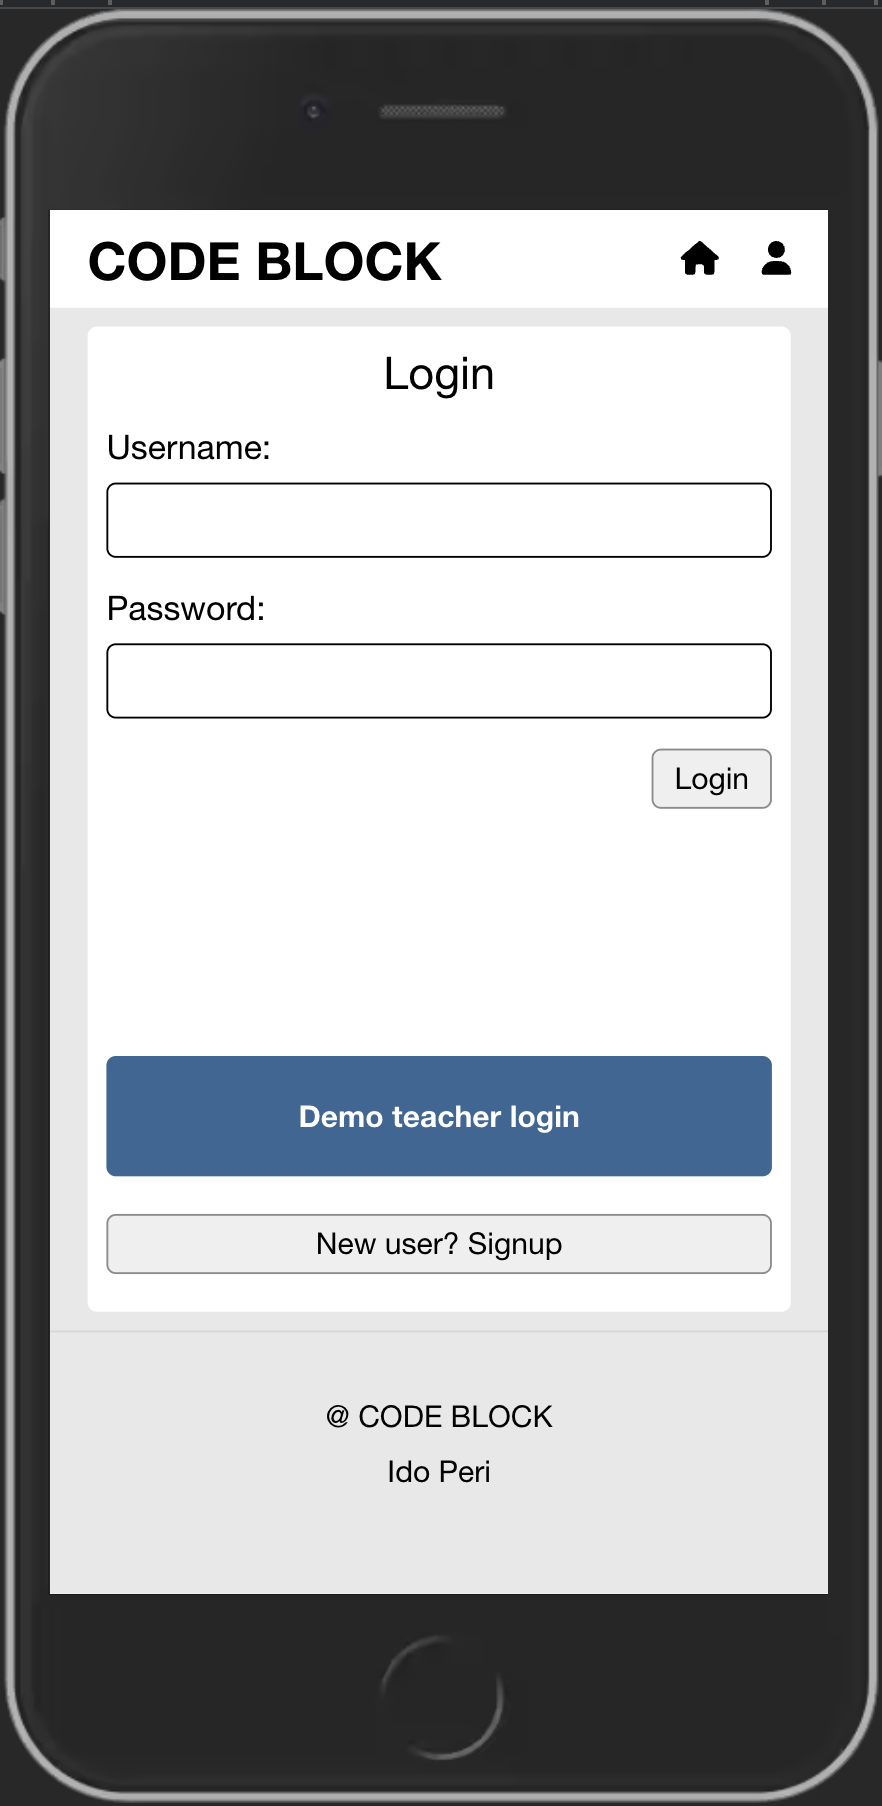 CODE BLOCK
Login
Username:
Password:
Login
Demo teacher login
New user? Signup
@ CODE BLOCK
Ido Peri